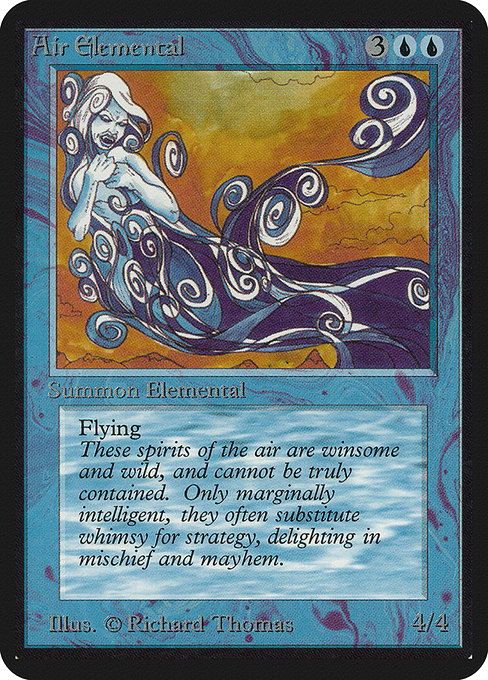 Air Elemental 3
Summon Elemental
Flying
These spirits of the air are winsome
and wild, and cannot be truly
contained. Only marginally
intelligent, they often substitute
whimsy for strategy, delighting in
mischief and mayhem.
Illus. © Richard Thomas 4/4